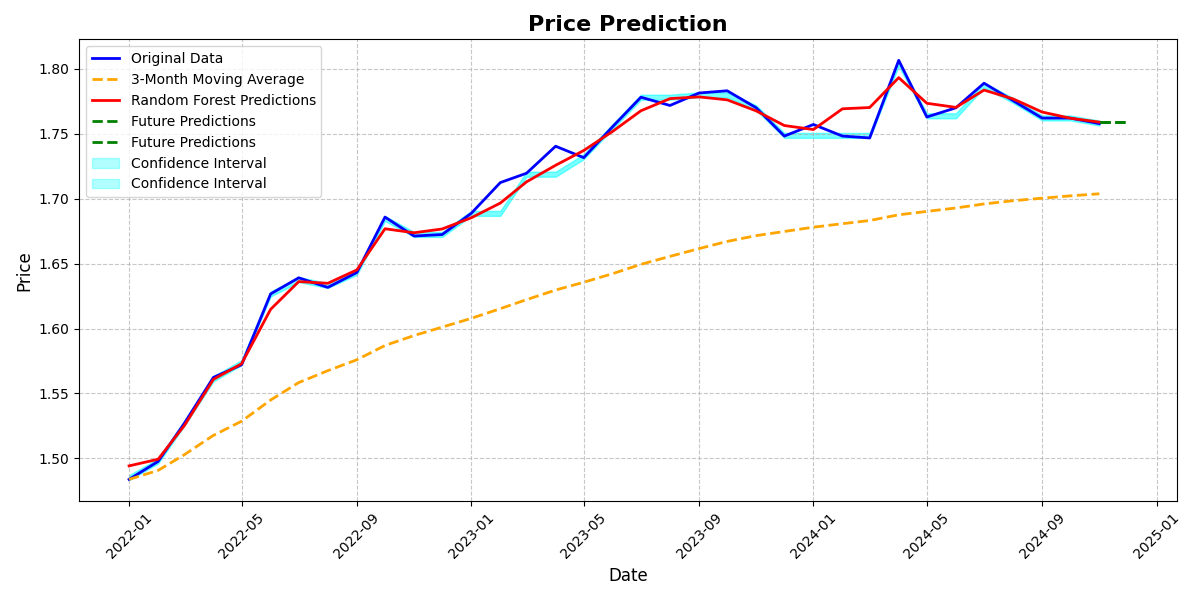 Price Prediction
Original Data
3-Month Moving Average
Random Forest Predictions
Future Predictions
Future Predictions
Confidence Interval
Confidence Interval
Price
1.80
1.75
1.70
1.65
1.60
1.55
1.50
2022-01
2022-05
2022-09
2023-01
2023-05
2023-09
2024-01
2024-05
2024-09
2025-01
Date